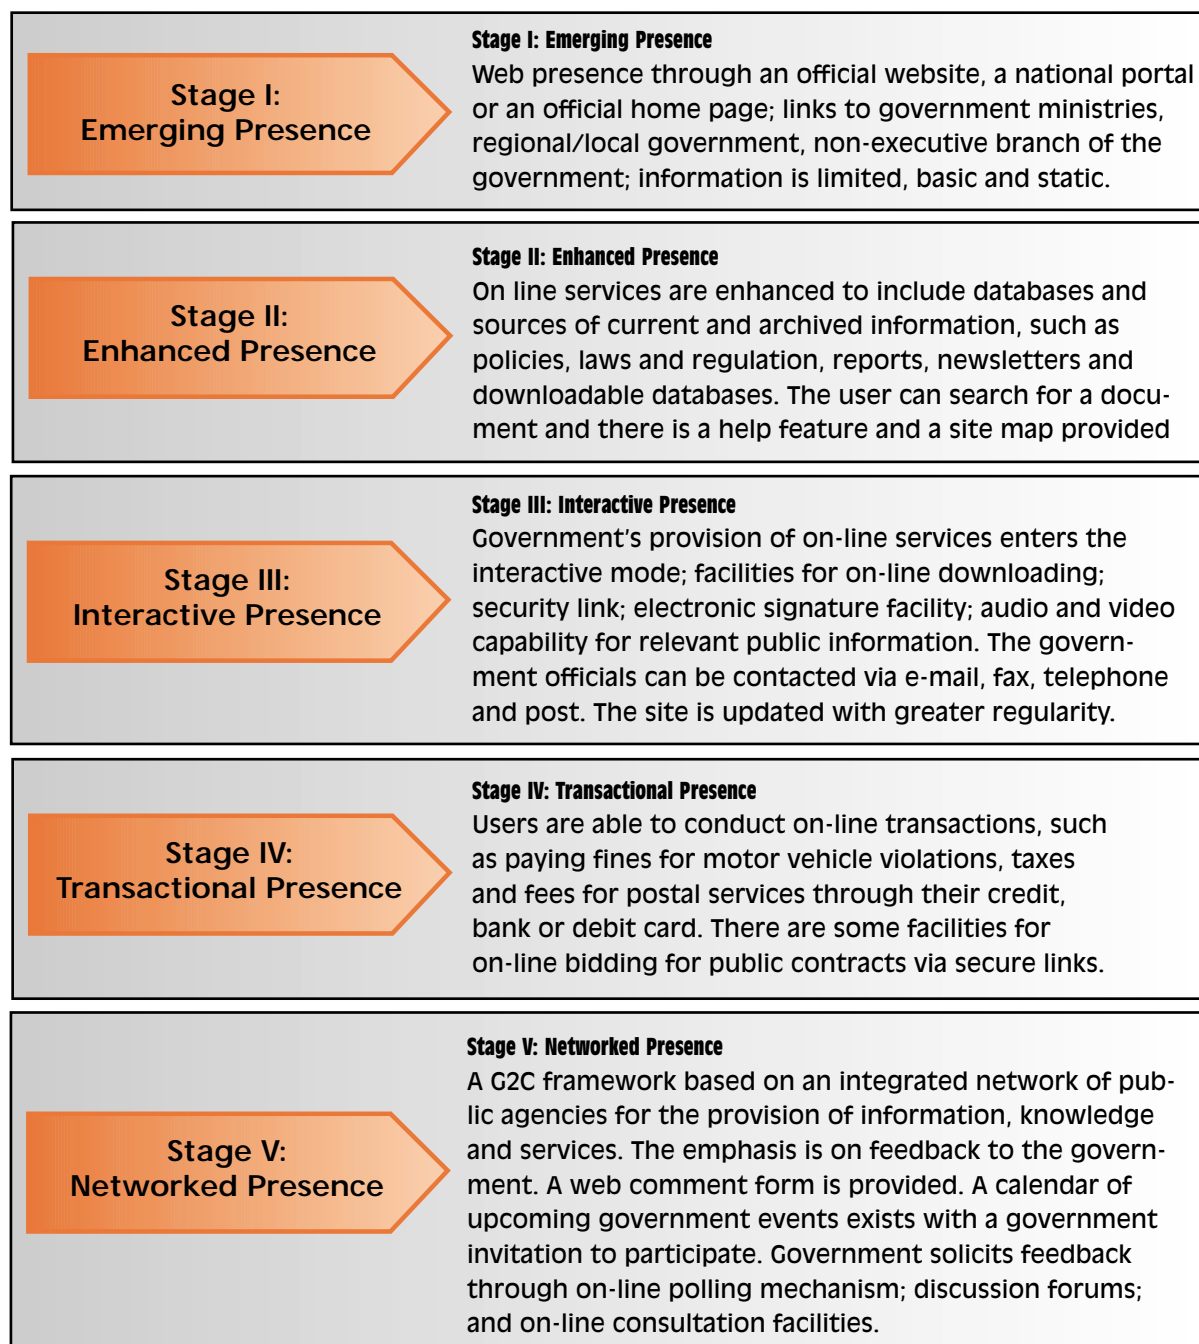 Stage I:
Emerging Presence
Stage I: Emerging Presence
Web presence through an official website, a national portal
or an official home page; links to government ministries,
regional/local government, non-executive branch of the
government; information is limited, basic and static.
Stage II:
Enhanced Presence
Stage II: Enhanced Presence
On line services are enhanced to include databases and
sources of current and archived information, such as
policies, laws and regulation, reports, newsletters and
downloadable databases. The user can search for a docu-
ment and there is a help feature and a site map provided
Stage III:
Interactive Presence
Stage III: Interactive Presence
Government’s provision of on-line services enters the
interactive mode; facilities for on-line downloading;
security link; electronic signature facility; audio and video
capability for relevant public information. The govern-
ment officials can be contacted via e-mail, fax, telephone
and post. The site is updated with greater regularity.
Stage IV:
Transactional Presence
Stage IV: Transactional Presence
Users are able to conduct on-line transactions, such
as paying fines for motor vehicle violations, taxes
and fees for postal services through their credit,
bank or debit card. There are some facilities for
on-line bidding for public contracts via secure links.
Stage V:
Networked Presence
Stage V: Networked Presence
A G2C framework based on an integrated network of pub-
lic agencies for the provision of information, knowledge
and services. The emphasis is on feedback to the govern-
ment. A web comment form is provided. A calendar of
upcoming government events exists with a government
invitation to participate. Government solicits feedback
through on-line polling mechanism; discussion forums;
and on-line consultation facilities.